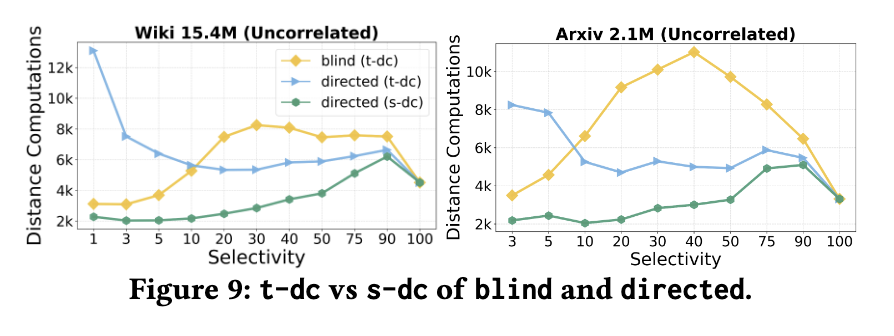 Wiki 15.4M (Uncorrelated)
Distance Computations
12k
10k
8k
6k
4k
2k
blind (t-dc)
directed (t-dc)
directed (s-dc)
1 3 5 10 20 30 40 50 75 90 100
Selectivity
Arxiv 2.1M (Uncorrelated)
Distance Computations
10k
8k
6k
4k
2k
3 5 10 20 30 40 50 75 90 100
Selectivity
Figure 9: t-dc vs s-dc of blind and directed.